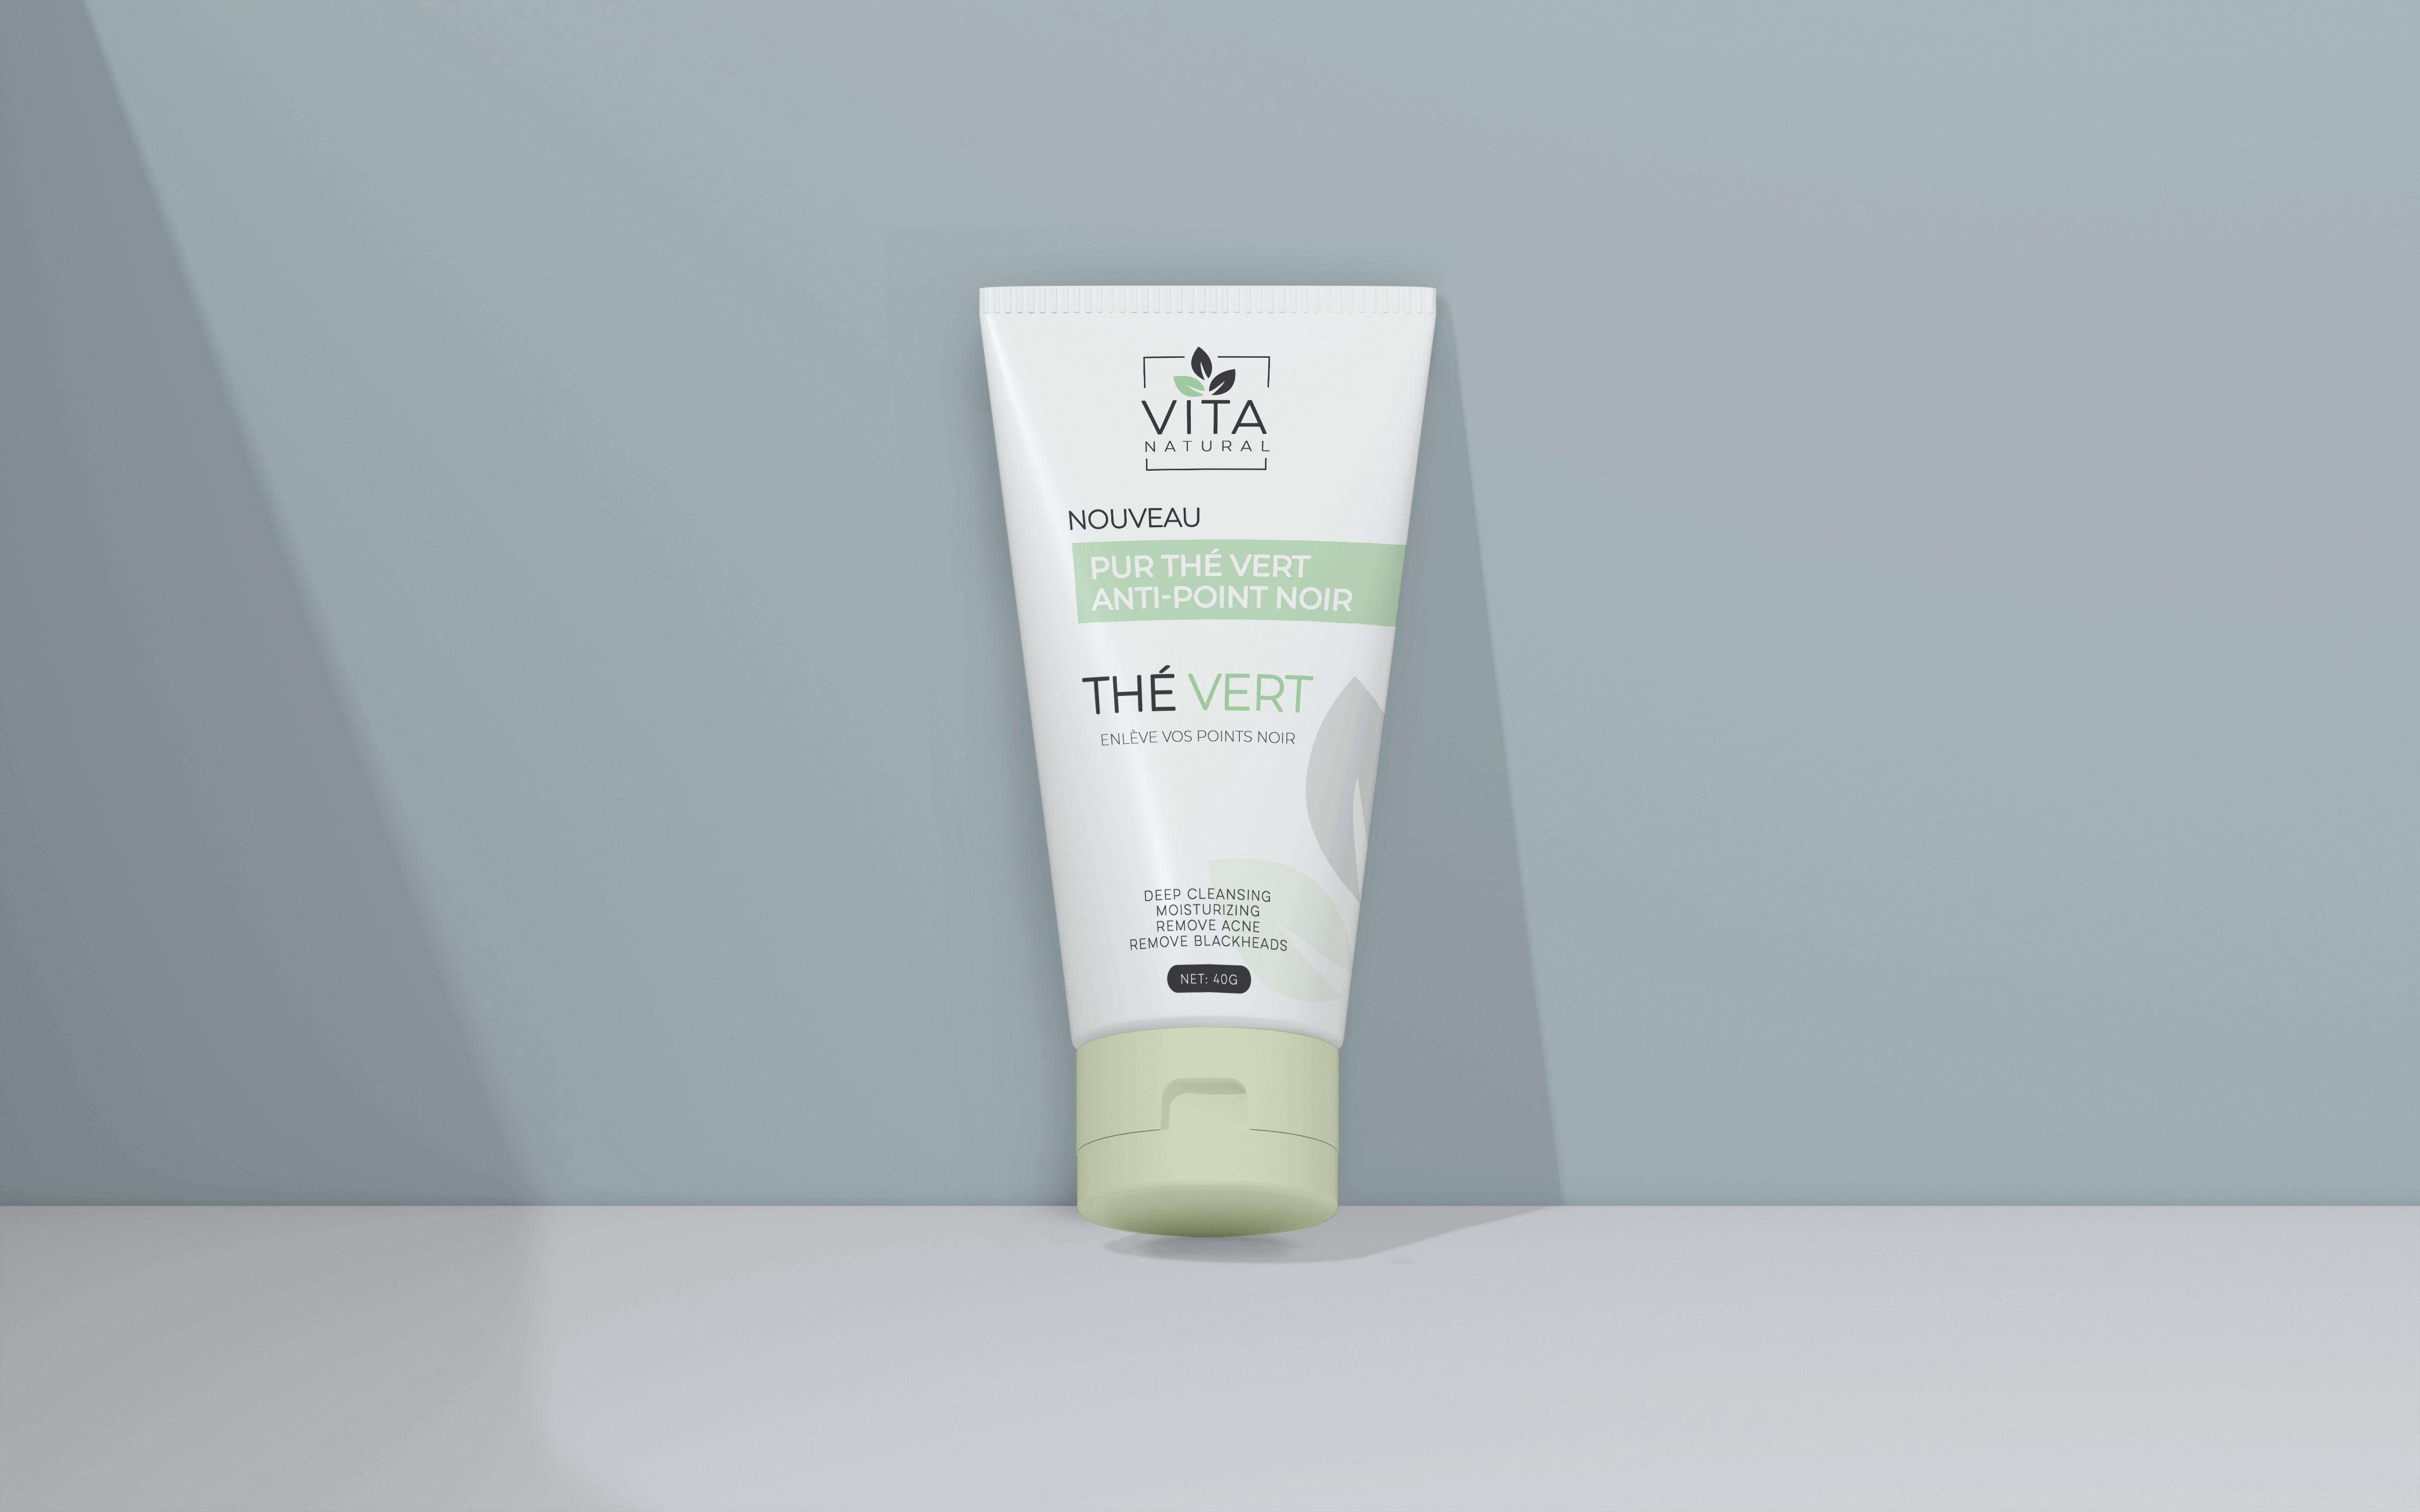 VITA
NATURAL
NOUVEAU
PUR THÉ VERT
ANTI-POINT NOIR
THÉ VERT
ENLÈVE VOS POINTS NOIR
DEEP CLEANSING
MOISTURIZING
REMOVE ACNE
REMOVE BLACKHEADS
NET: 40G